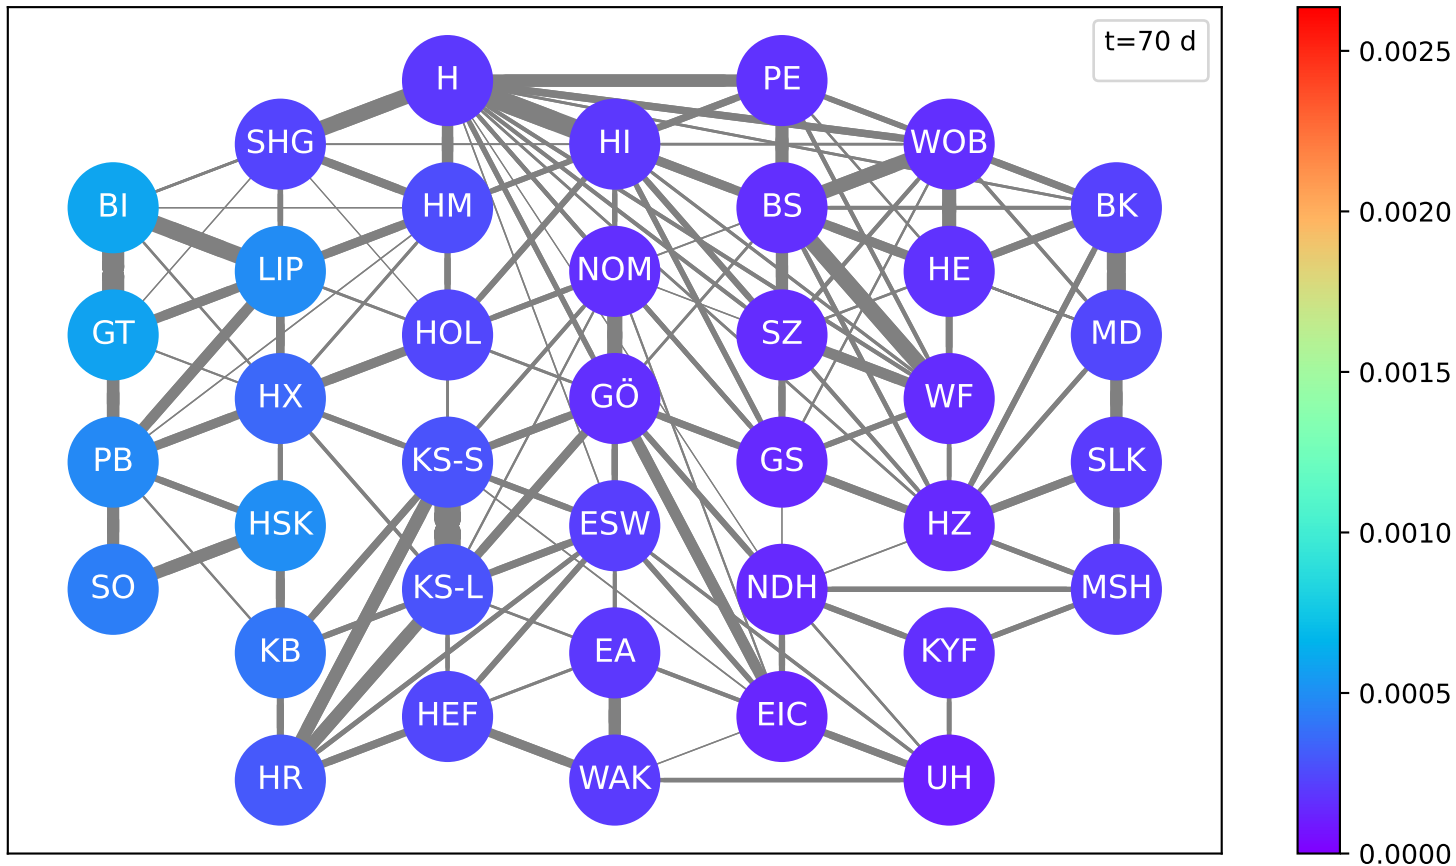 t=70 d
H
PE
SHG
HI
WOB
BI
HM
BS
BK
LIP
NOM
HE
GT
HOL
SZ
MD
HX
GÖ
WF
PB
KS-S
GS
SLK
HSK
ESW
HZ
SO
KS-L
NDH
MSH
KB
EA
KYF
HEF
EIC
HR
WAK
UH
0.0025
0.0020
0.0015
0.0010
0.0005
0.0000